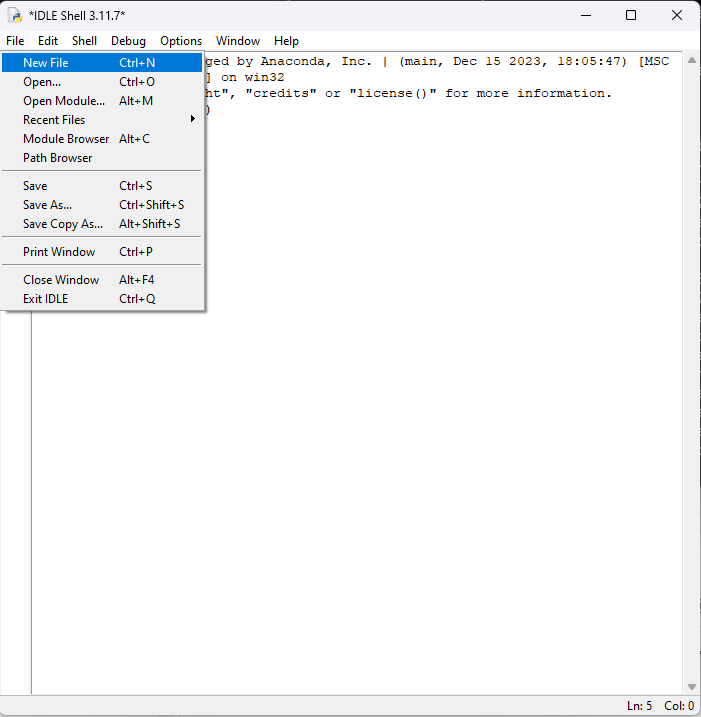 *IDLE Shell 3.11.7*
File Edit Shell Debug Options Window Help
New File Ctrl+N
Open... Ctrl+O
Open Module... Alt+M
Recent Files
Module Browser Alt+C
Path Browser
Save Ctrl+S
Save As... Ctrl+Shift+S
Save Copy As... Alt+Shift+S
Print Window Ctrl+P
Close Window Alt+F4
Exit IDLE Ctrl+Q
ged by Anaconda, Inc. | (main, Dec 15 2023, 18:05:47) [MSC
] on win32
ht", "credits" or "license()" for more information.
)
Ln: 5 Col: 0